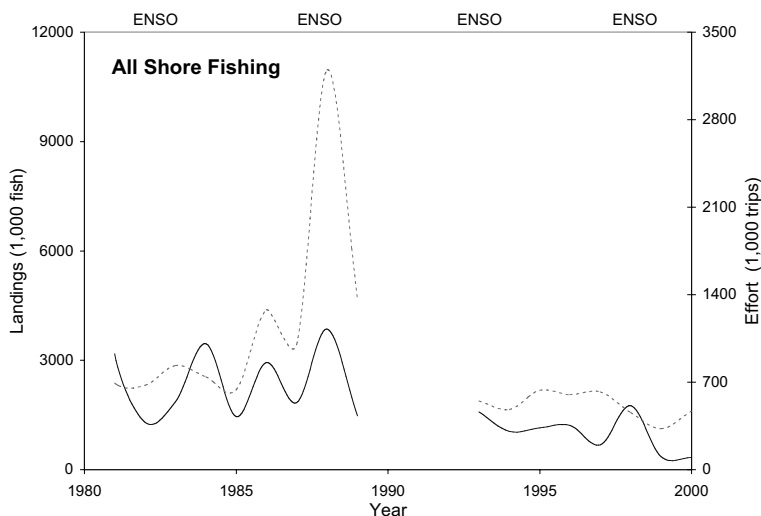 ENSO ENSO ENSO ENSO
12000 3500
All Shore Fishing
2800
9000
2100
6000
1400
3000
700
0 0
1980 1985 1990 1995 2000
Year
Landings (1,000 fish)
Effort (1,000 trips)